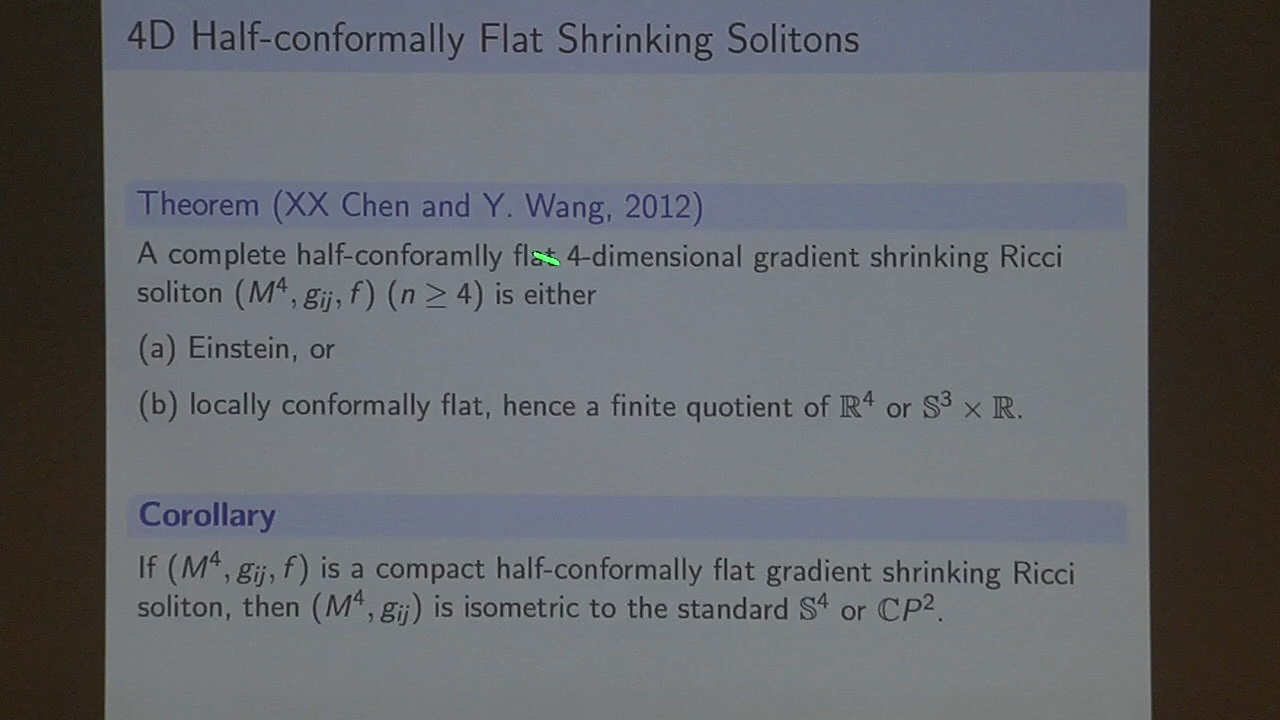 4D Half-conformally Flat Shrinking Solitons
Theorem (XX Chen and Y. Wang, 2012)
A complete half-conforamlly flat 4-dimensional gradient shrinking Ricci
soliton (M⁴, gᵢⱼ, f) (n ≥ 4) is either
(a) Einstein, or
(b) locally conformally flat, hence a finite quotient of ℝ⁴ or 𝕊³ × ℝ.
Corollary
If (M⁴, gᵢⱼ, f) is a compact half-conformally flat gradient shrinking Ricci
soliton, then (M⁴, gᵢⱼ) is isometric to the standard 𝕊⁴ or ℂP².